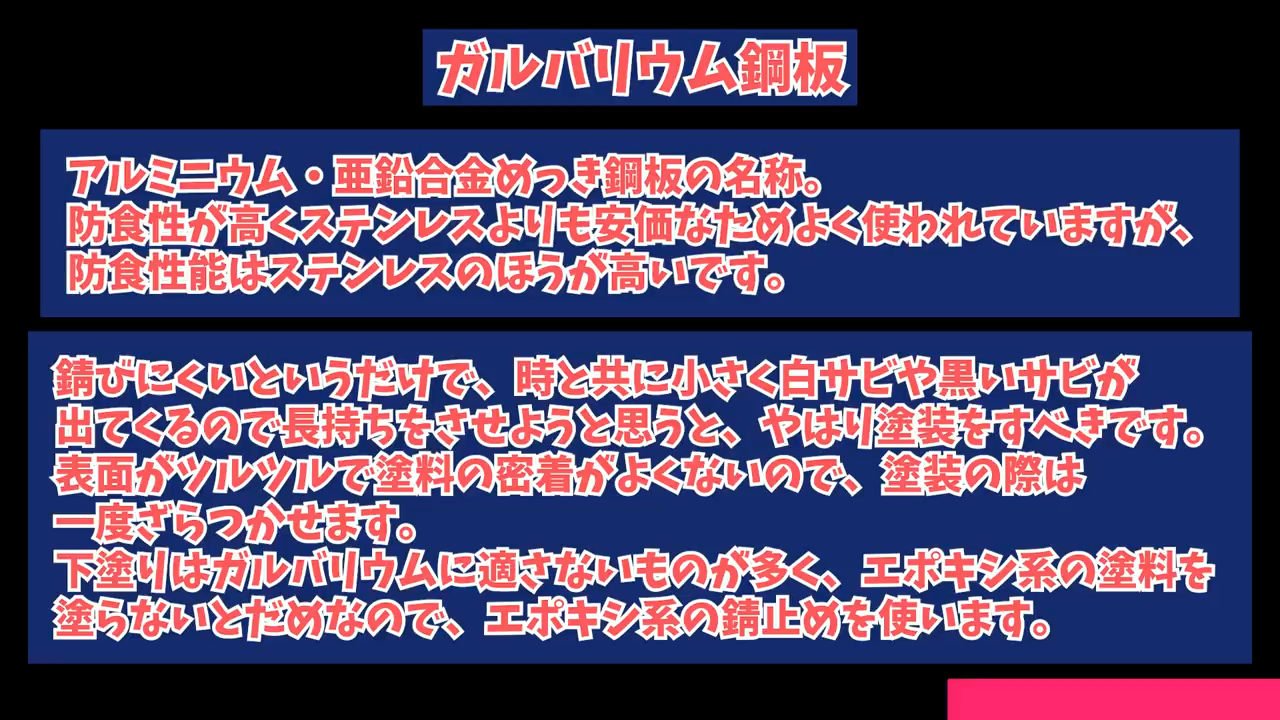 ガルバリウム鋼板
アルミニウム・亜鉛合金めっき鋼板の名称。
防食性が高くステンレスよりも安価なためよく使われていますが、
防食性能はステンレスのほうが高いです。
錆びにくいというだけで、時と共に小さく白サビや黒いサビが
出てくるので長持ちをさせようと思うと、やはり塗装をすべきです。
表面がツルツルで塗料の密着がよくないので、塗装の際は
一度ざらつかせます。
下塗りはガルバリウムに適さないものが多く、エポキシ系の塗料を
塗らないとだめなので、エポキシ系の錆止めを使います。